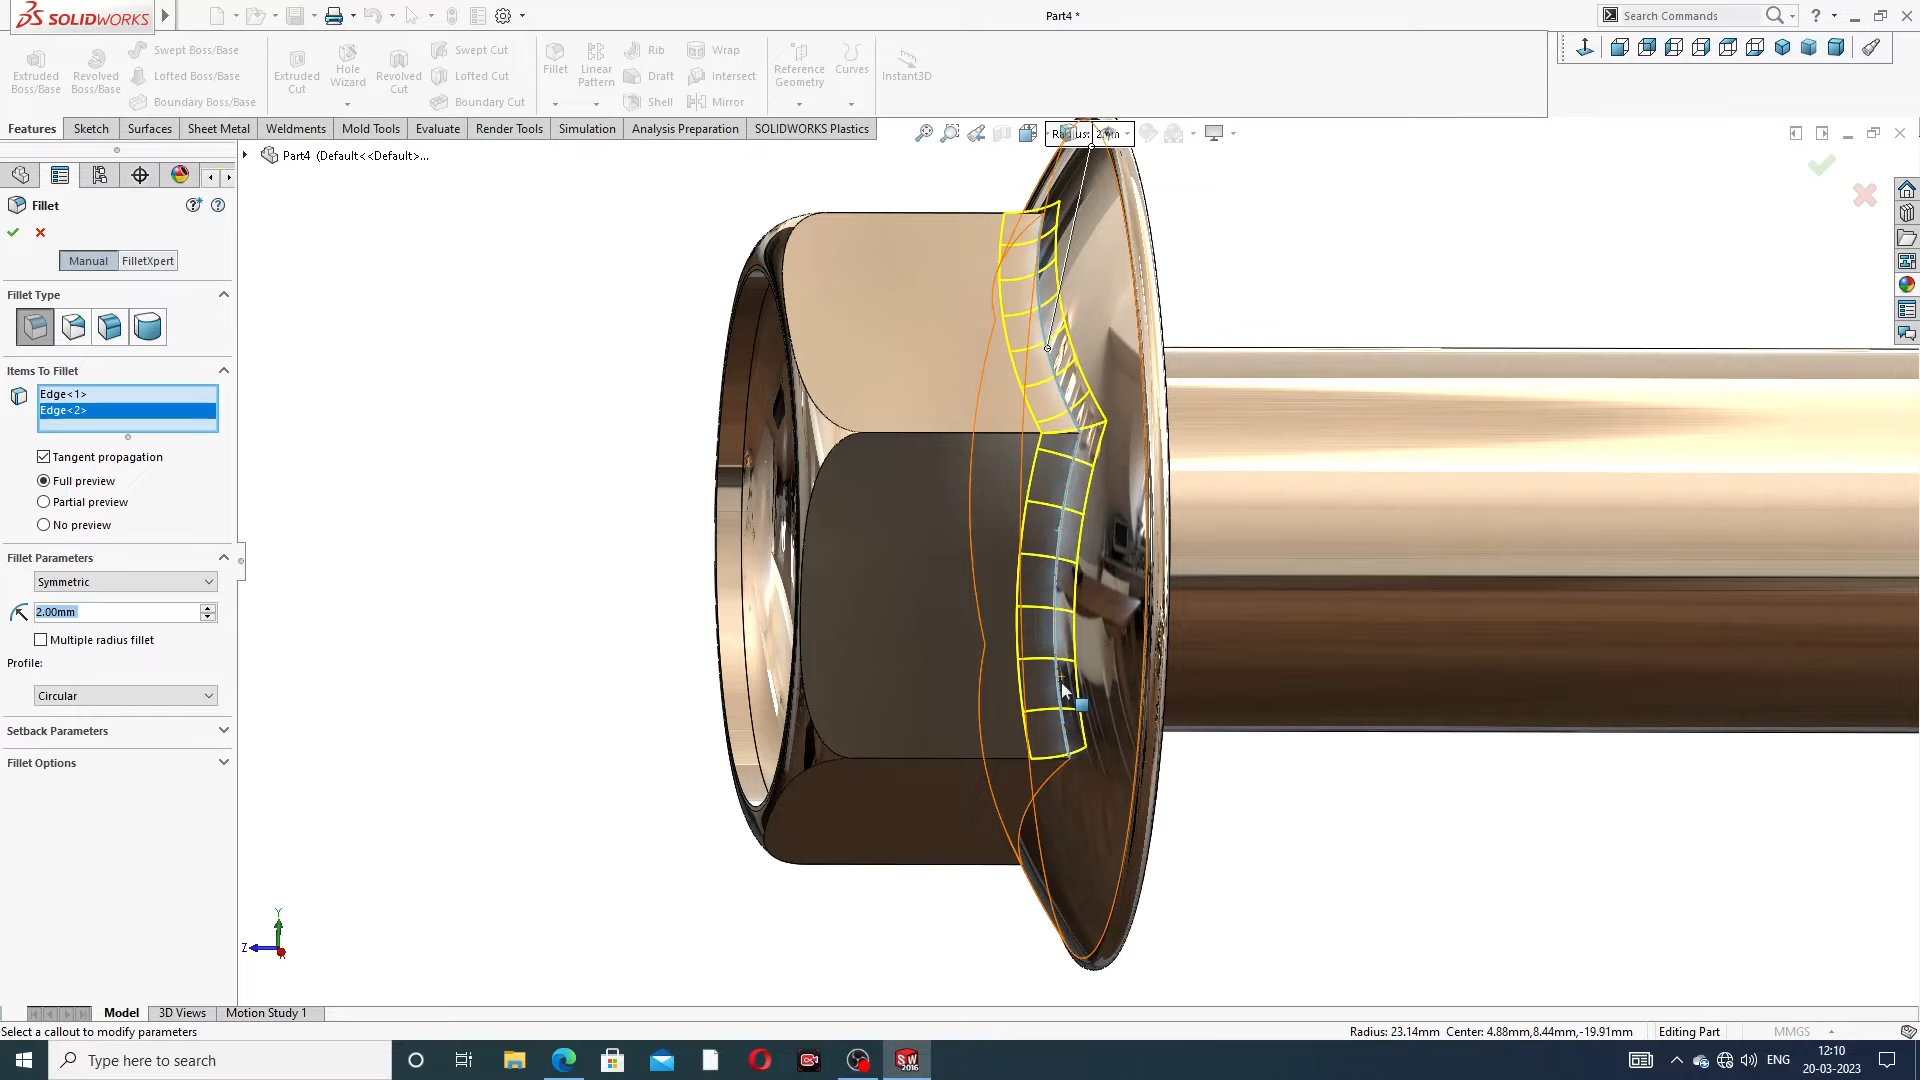 SOLIDWORKS
Part4 *
Search Commands
Extruded Boss/Base
Revolved Boss/Base
Swept Boss/Base
Lofted Boss/Base
Boundary Boss/Base
Extruded Cut
Hole Wizard
Revolved Cut
Swept Cut
Lofted Cut
Boundary Cut
Fillet
Linear Pattern
Rib
Draft
Shell
Wrap
Intersect
Mirror
Reference Geometry
Curves
Instant3D
Features
Sketch
Surfaces
Sheet Metal
Weldments
Mold Tools
Evaluate
Render Tools
Simulation
Analysis Preparation
SOLIDWORKS Plastics
Radius:
Part4 (Default<<Default>...
Fillet
Manual
FilletXpert
Fillet Type
Items To Fillet
Edge<1>
Edge<2>
Tangent propagation
Full preview
Partial preview
No preview
Fillet Parameters
Symmetric
2.00mm
Multiple radius fillet
Profile:
Circular
Setback Parameters
Fillet Options
Y
Z
Model
3D Views
Motion Study 1
Select a callout to modify parameters
Radius: 23.14mm Center: 4.88mm,8.44mm,-19.91mm
Editing Part
MMGS
Type here to search
SW
2016
ENG
12:10
20-03-2023